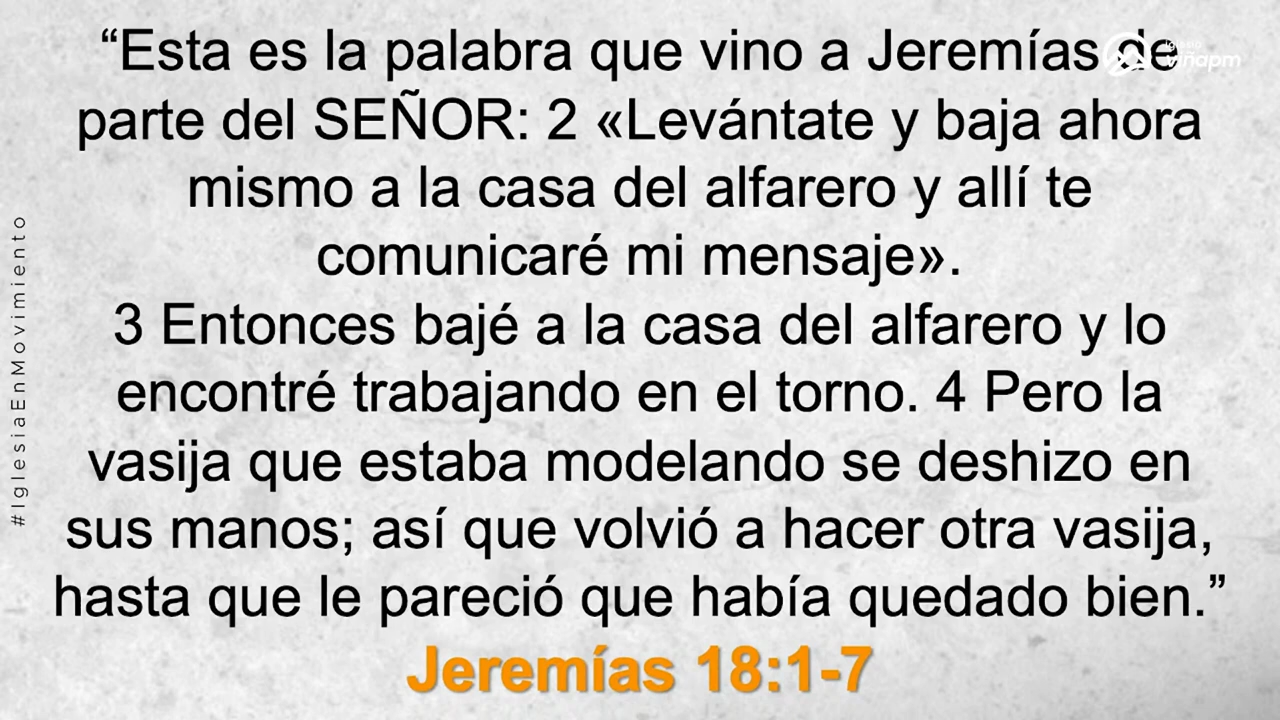 “Esta es la palabra que vino a Jeremías de
parte del SEÑOR: 2 «Levántate y baja ahora
mismo a la casa del alfarero y allí te
comunicaré mi mensaje».
3 Entonces bajé a la casa del alfarero y lo
encontré trabajando en el torno. 4 Pero la
vasija que estaba modelando se deshizo en
sus manos; así que volvió a hacer otra vasija,
hasta que le pareció que había quedado bien.”
Jeremías 18:1-7
#IglesiaEnMovimiento
Iglesia
vinapm